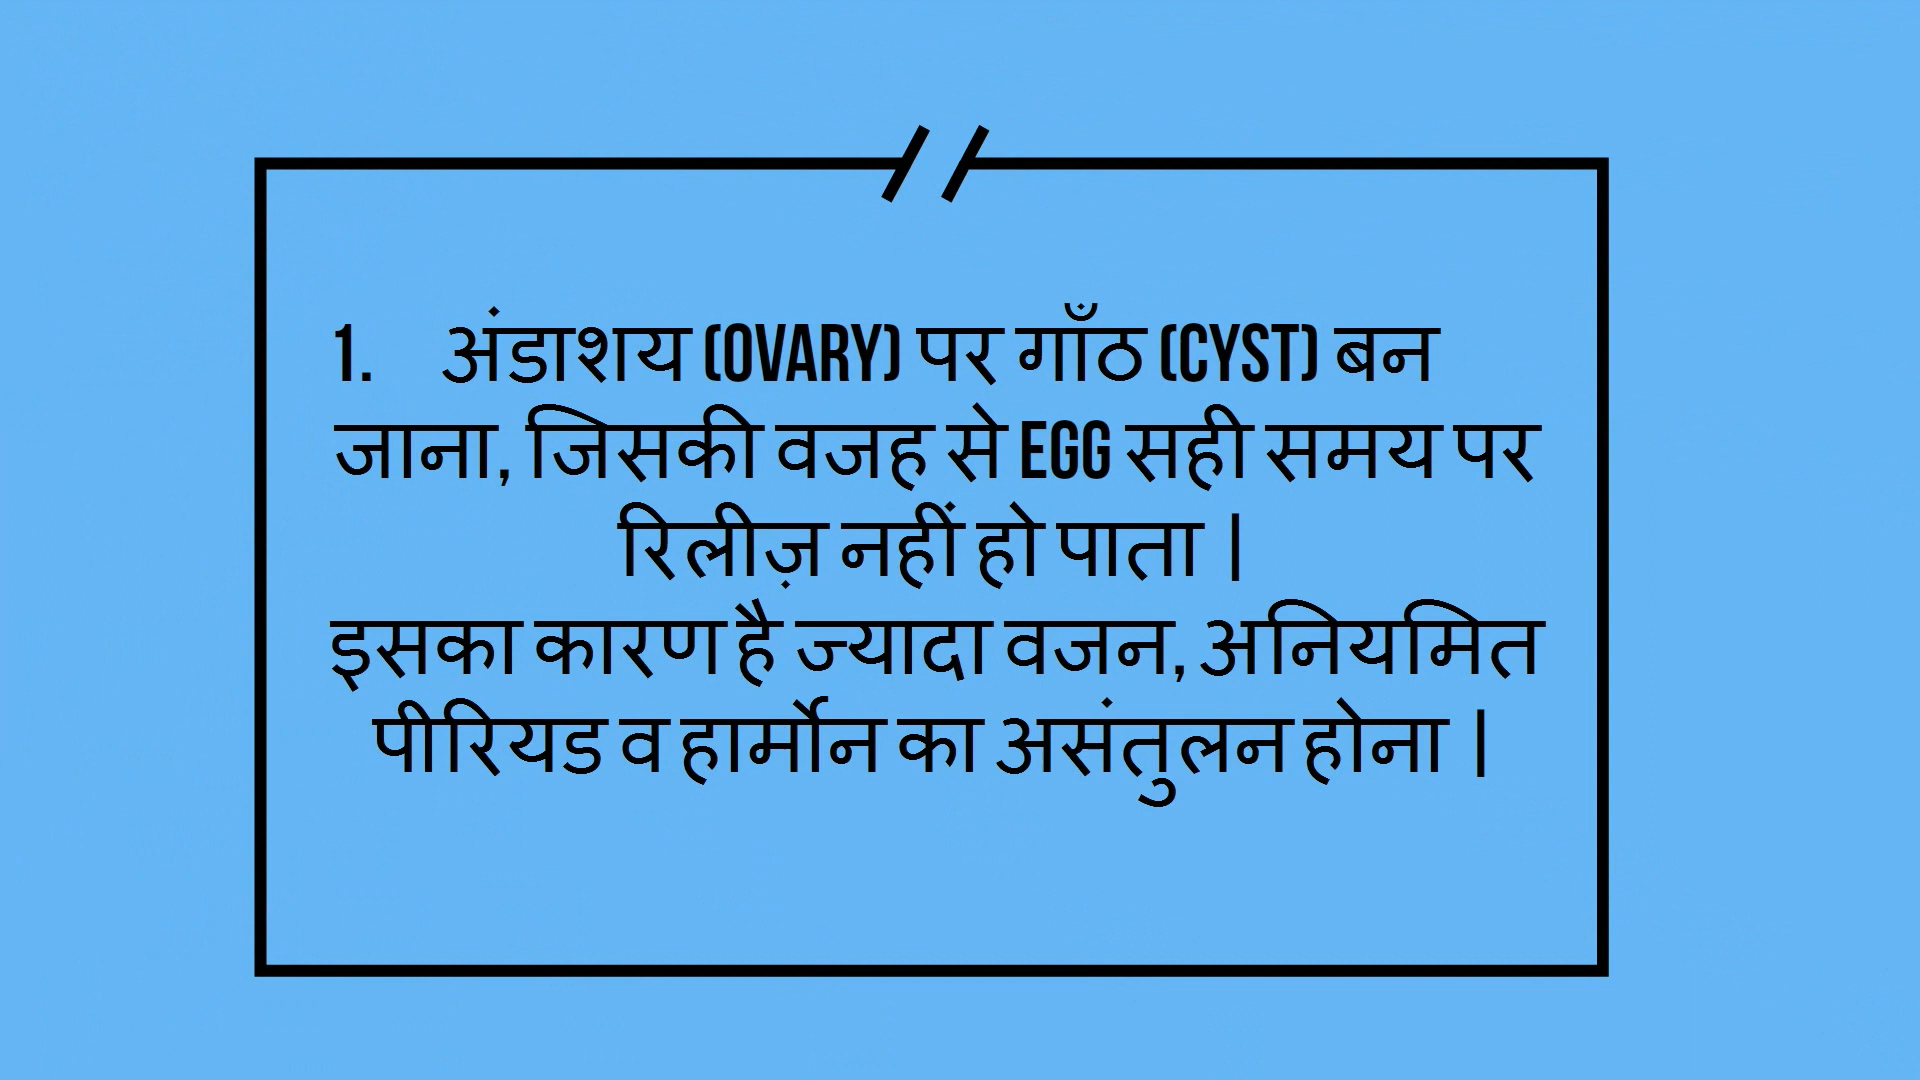 1. अंडाशय (OVARY) पर गाँठ (CYST) बन
जाना, जिसकी वजह से EGG सही समय पर
रिलीज़ नहीं हो पाता |
इसका कारण है ज्यादा वजन, अनियमित
पीरियड व हार्मोन का असंतुलन होना |